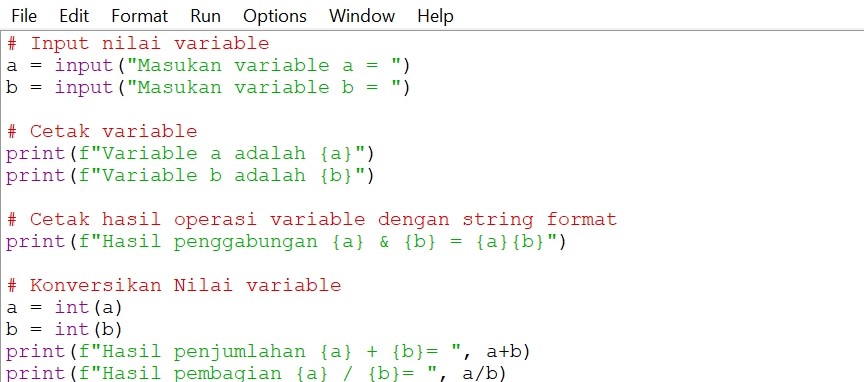 File Edit Format Run Options Window Help
# Input nilai variable
a = input("Masukan variable a = ")
b = input("Masukan variable b = ")
# Cetak variable
print(f"Variable a adalah {a}")
print(f"Variable b adalah {b}")
# Cetak hasil operasi variable dengan string format
print(f"Hasil penggabungan {a} & {b} = {a}{b}")
# Konversikan Nilai variable
a = int(a)
b = int(b)
print(f"Hasil penjumlahan {a} + {b}= ", a+b)
print(f"Hasil pembagian {a} / {b}= ", a/b)